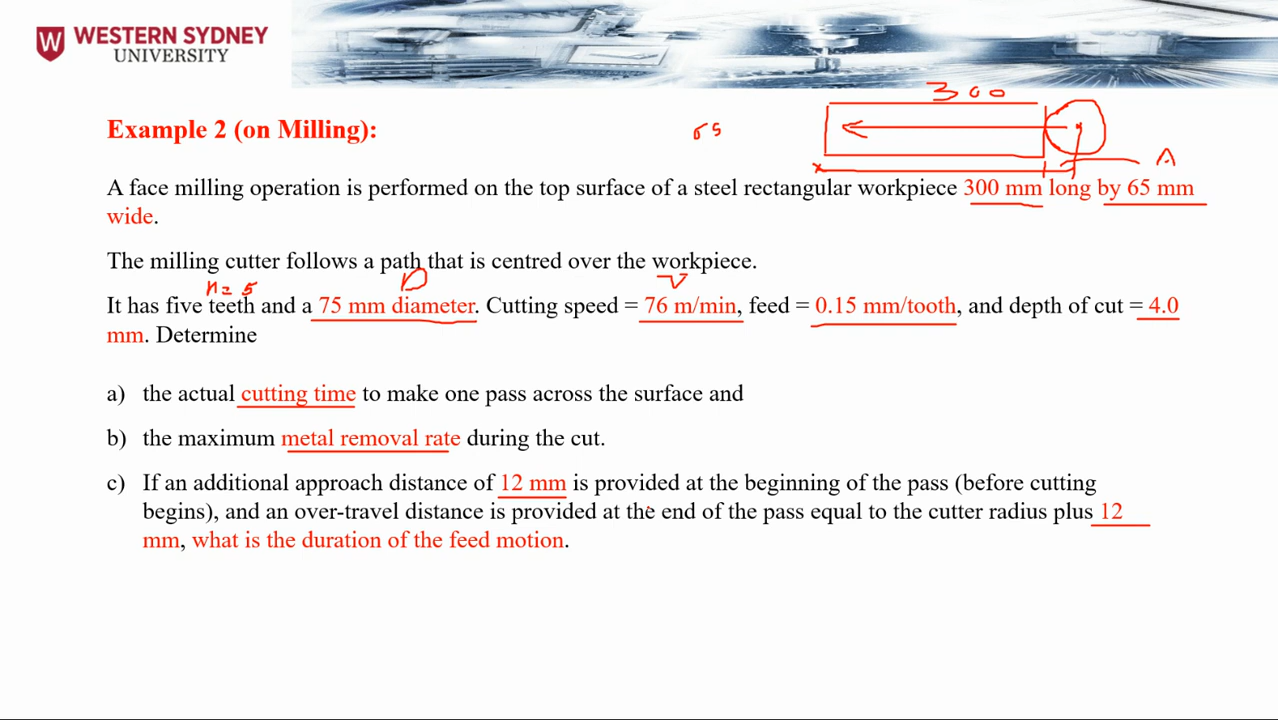 WESTERN SYDNEY
UNIVERSITY
300
Example 2 (on Milling):
A
A face milling operation is performed on the top surface of a steel rectangular workpiece 300 mm long by 65 mm
wide.
The milling cutter follows a path that is centred over the workpiece.
n= 5 D V
It has five teeth and a 75 mm diameter. Cutting speed = 76 m/min, feed = 0.15 mm/tooth, and depth of cut = 4.0
mm. Determine
a) the actual cutting time to make one pass across the surface and
b) the maximum metal removal rate during the cut.
c) If an additional approach distance of 12 mm is provided at the beginning of the pass (before cutting
begins), and an over-travel distance is provided at the end of the pass equal to the cutter radius plus 12
mm, what is the duration of the feed motion.